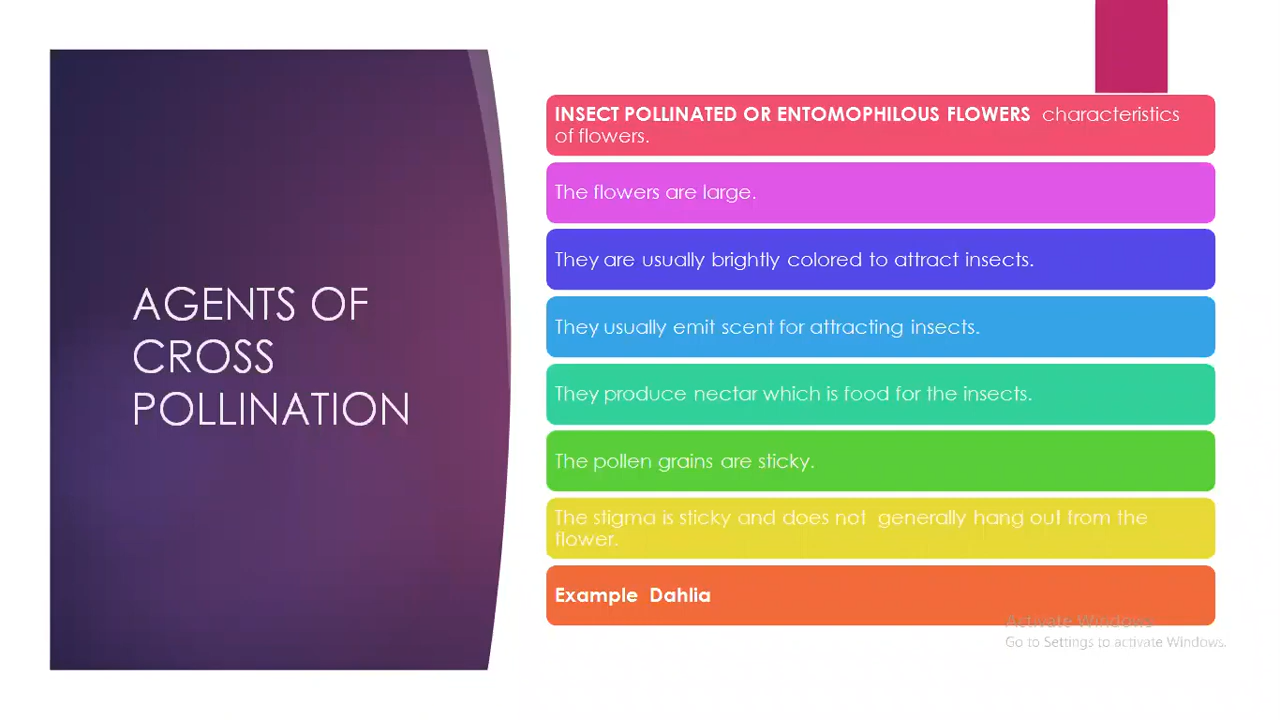 AGENTS OF
CROSS
POLLINATION
INSECT POLLINATED OR ENTOMOPHILOUS FLOWERS characteristics
of flowers.
The flowers are large.
They are usually brightly colored to attract insects.
They usually emit scent for attracting insects.
They produce nectar which is food for the insects.
The pollen grains are sticky.
The stigma is sticky and does not generally hang out from the
flower.
Example Dahlia
Activate Windows
Go to Settings to activate Windows.